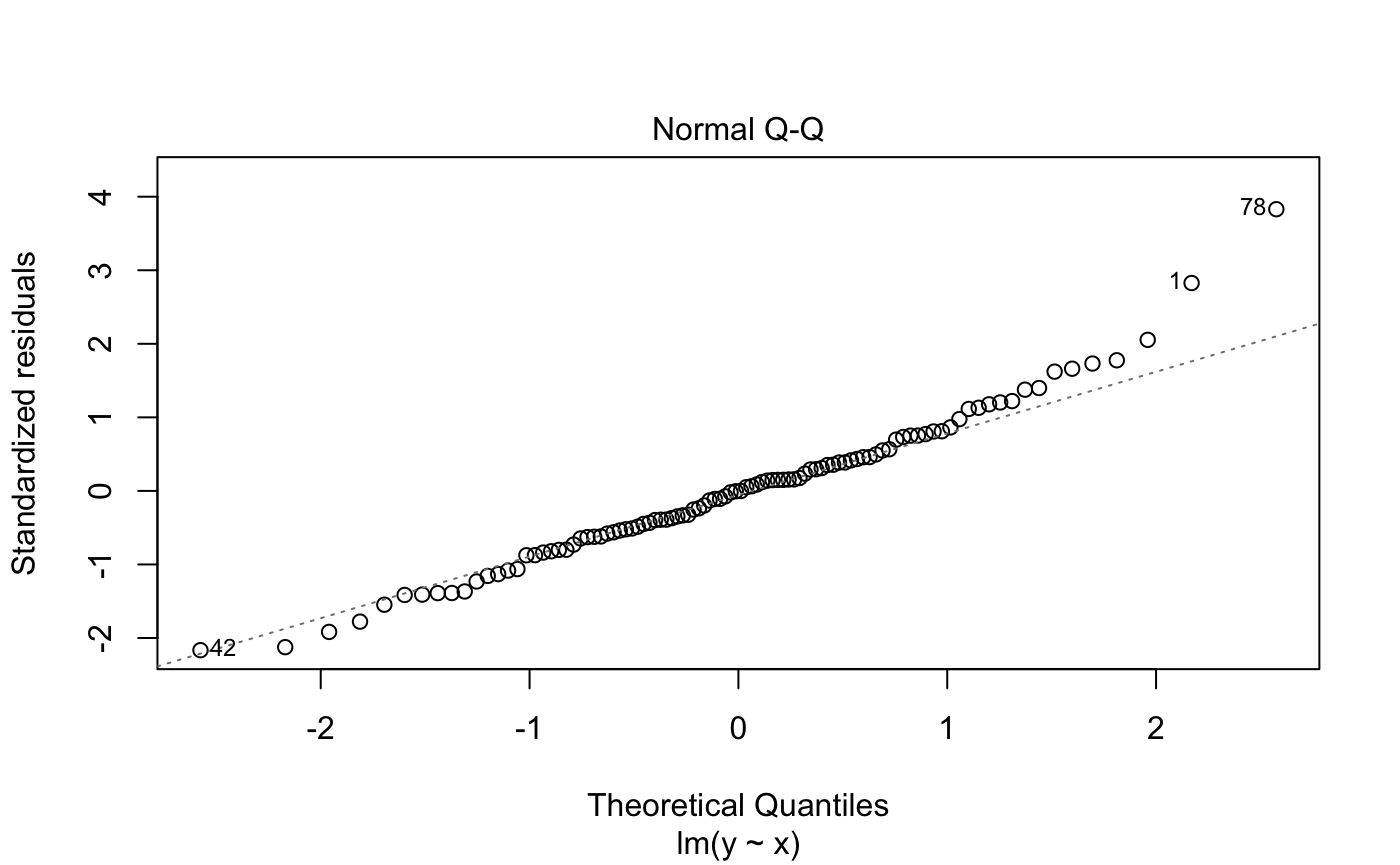 Normal Q-Q
Standardized residuals
4
3
2
1
0
-1
-2
78
1
42
-2 -1 0 1 2
Theoretical Quantiles
lm(y ~ x)